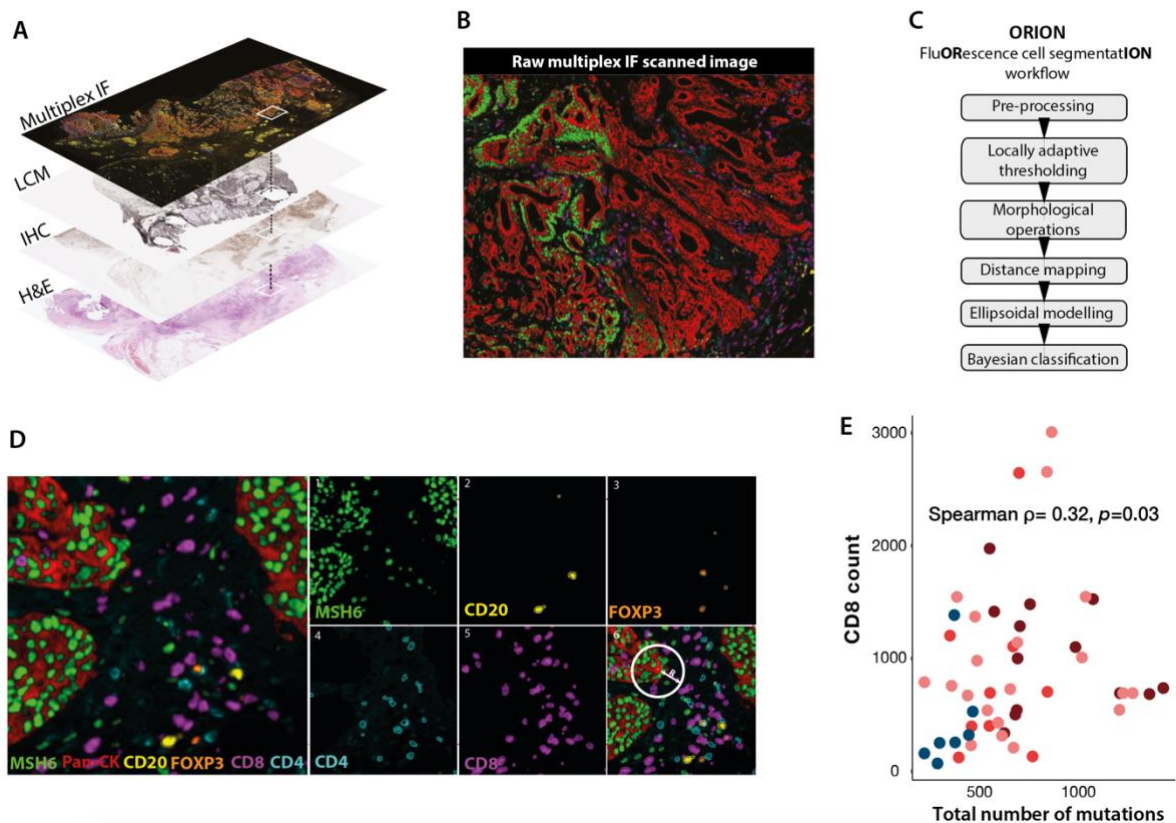 A
Multiplex IF
LCM
IHC
H&E
B
Raw multiplex IF scanned image
C
ORION
FluORescence cell segmentatION
workflow
Pre-processing
Locally adaptive
thresholding
Morphological
operations
Distance mapping
Ellipsoidal modelling
Bayesian classification
D
MSH6 Pan-CK CD20 FOXP3 CD8 CD4
1
MSH6
2
CD20
3
FOXP3
4
CD4
5
CD8
6
R
E
3000
Spearman ρ= 0.32, p=0.03
2000
CD8 count
1000
0
500 1000
Total number of mutations